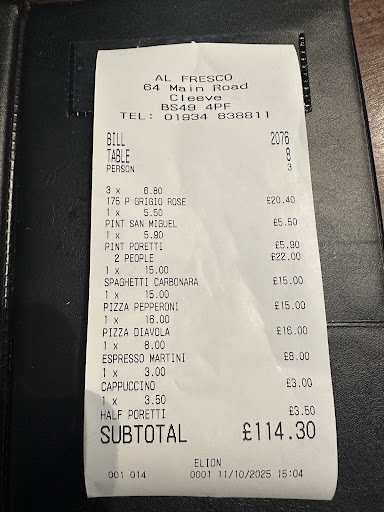 AL FRESCO
64 Main Road
Cleeve
BS49 4PF
TEL: 01934 838811
BILL 2076
TABLE 8
PERSON 3
3 x 6.80
175 P GRIGIO ROSE £20.40
1 x 5.50
PINT SAN MIGUEL £5.50
1 x 5.90
PINT PORETTI £5.90
2 PEOPLE £22.00
1 x 15.00
SPAGHETTI CARBONARA £15.00
1 x 15.00
PIZZA PEPPERONI £15.00
1 x 16.00
PIZZA DIAVOLA £16.00
1 x 8.00
ESPRESSO MARTINI £8.00
1 x 3.00
CAPPUCCINO £3.00
1 x 3.50
HALF PORETTI £3.50
SUBTOTAL £114.30
ELION
001 014 0001 11/10/2025 15:04